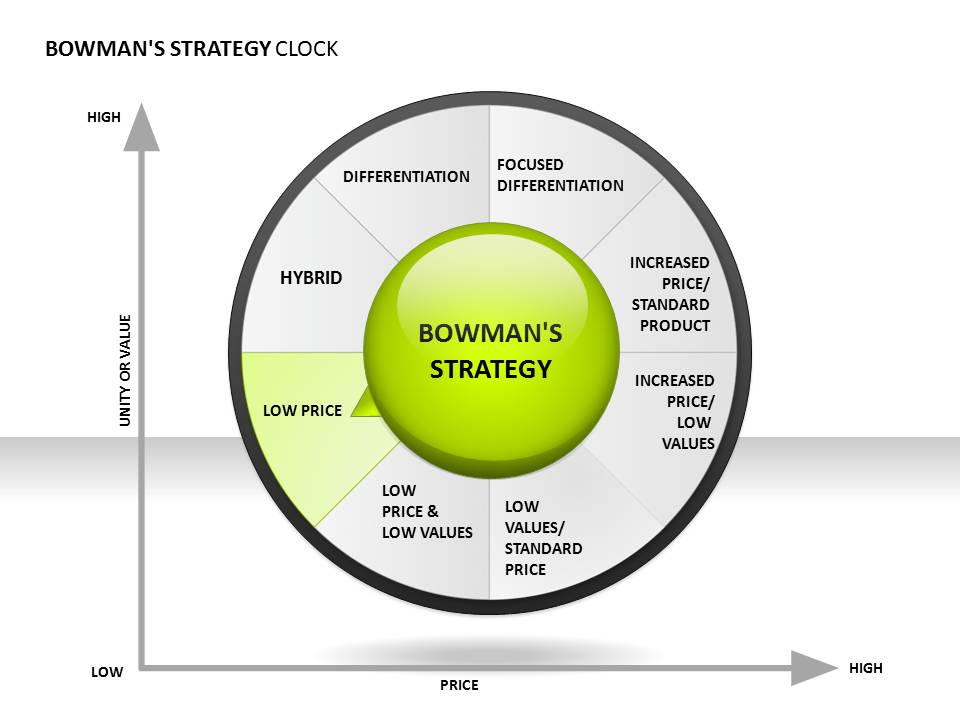 BOWMAN'S STRATEGY CLOCK
HIGH
DIFFERENTIATION
FOCUSED
DIFFERENTIATION
HYBRID
INCREASED
PRICE/
STANDARD
PRODUCT
UNITY OR VALUE
BOWMAN'S
STRATEGY
LOW PRICE
INCREASED
PRICE/
LOW
VALUES
LOW
PRICE &
LOW VALUES
LOW
VALUES/
STANDARD
PRICE
LOW
PRICE
HIGH